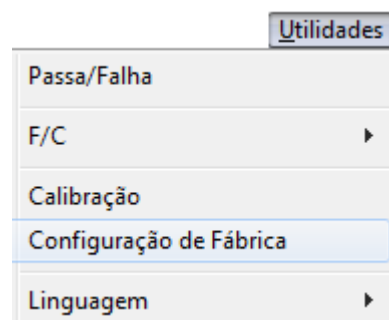 Utilidades
Passa/Falha
F/C
Calibração
Configuração de Fábrica
Linguagem